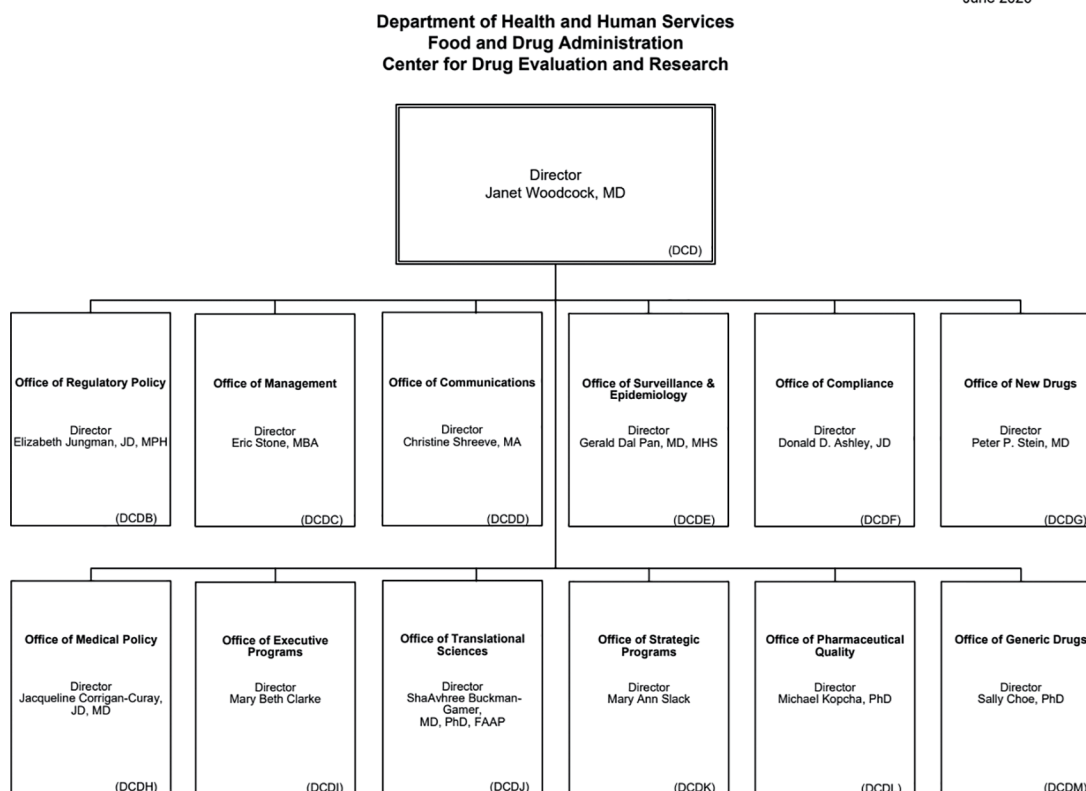 June 2020
Department of Health and Human Services
Food and Drug Administration
Center for Drug Evaluation and Research
Director
Janet Woodcock, MD
(DCD)
Office of Regulatory Policy
Director
Elizabeth Jungman, JD, MPH
(DCDB)
Office of Management
Director
Eric Stone, MBA
(DCDC)
Office of Communications
Director
Christine Shreeve, MA
(DCDD)
Office of Surveillance &
Epidemiology
Director
Gerald Dal Pan, MD, MHS
(DCDE)
Office of Compliance
Director
Donald D. Ashley, JD
(DCDF)
Office of New Drugs
Director
Peter P. Stein, MD
(DCDG)
Office of Medical Policy
Director
Jacqueline Corrigan-Curay,
JD, MD
(DCDH)
Office of Executive
Programs
Director
Mary Beth Clarke
(DCDI)
Office of Translational
Sciences
Director
ShaAvhree Buckman-
Garner,
MD, PhD, FAAP
(DCDJ)
Office of Strategic
Programs
Director
Mary Ann Slack
(DCDK)
Office of Pharmaceutical
Quality
Director
Michael Kopcha, PhD
(DCDL)
Office of Generic Drugs
Director
Sally Choe, PhD
(DCDM)